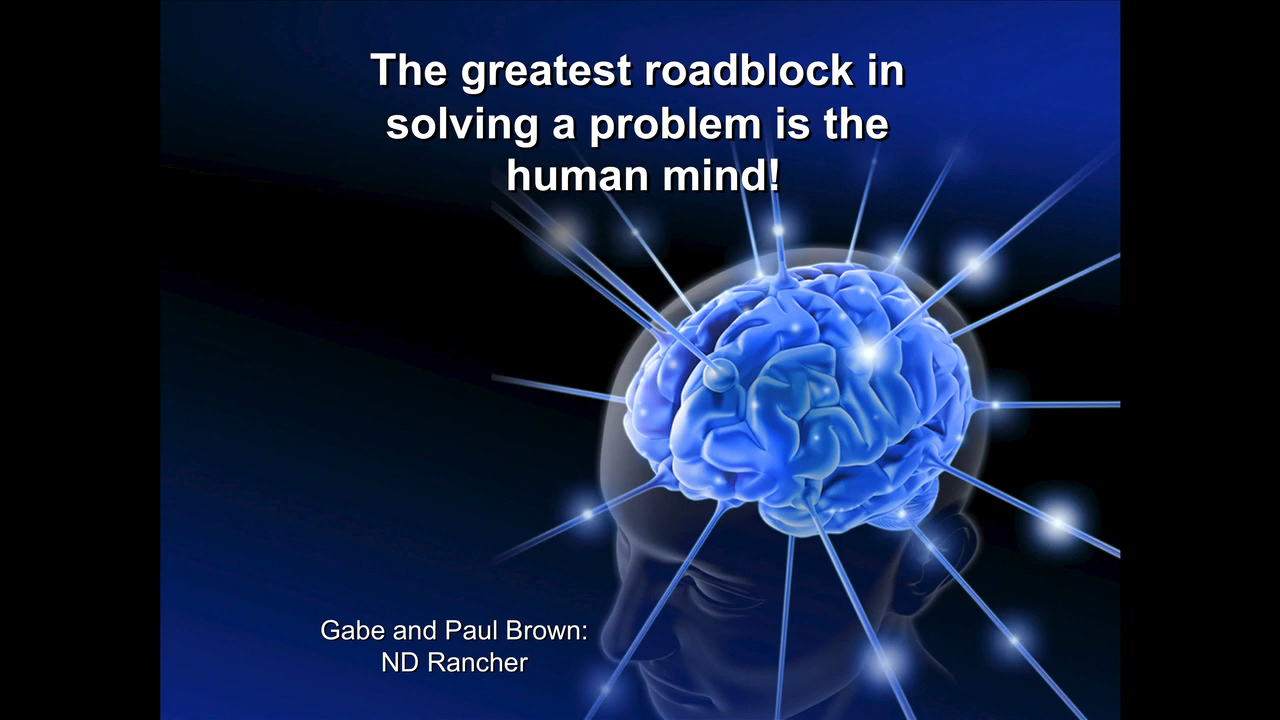 The greatest roadblock in
solving a problem is the
human mind!
Gabe and Paul Brown:
ND Rancher